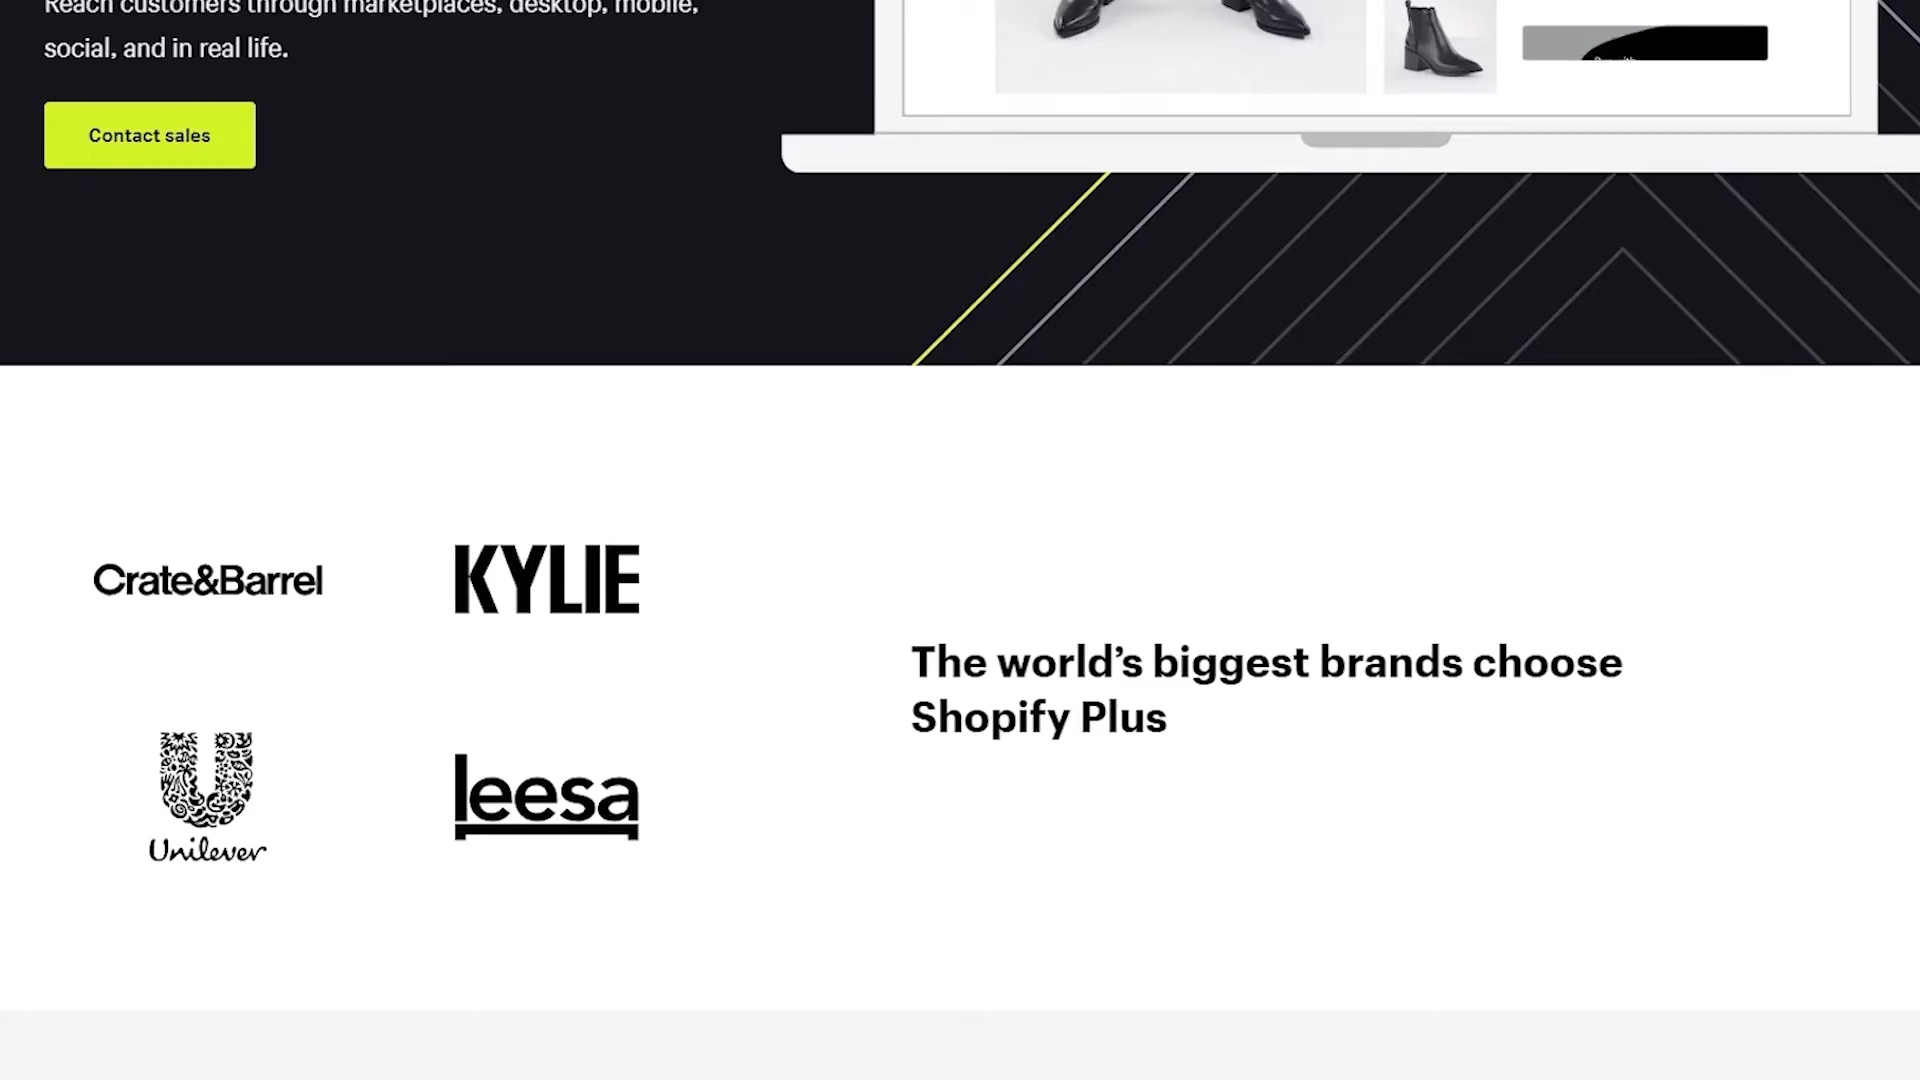 Reach customers through marketplaces, desktop, mobile,
social, and in real life.
Contact sales
Crate&Barrel
KYLIE
The world’s biggest brands choose
Shopify Plus
Unilever
leesa